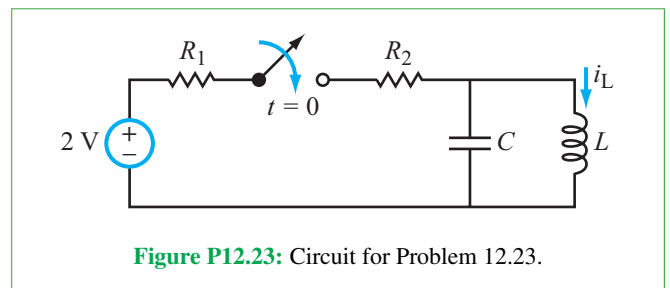 R1
R2
iL
t = 0
2 V
+
−
C
L
Figure P12.23: Circuit for Problem 12.23.